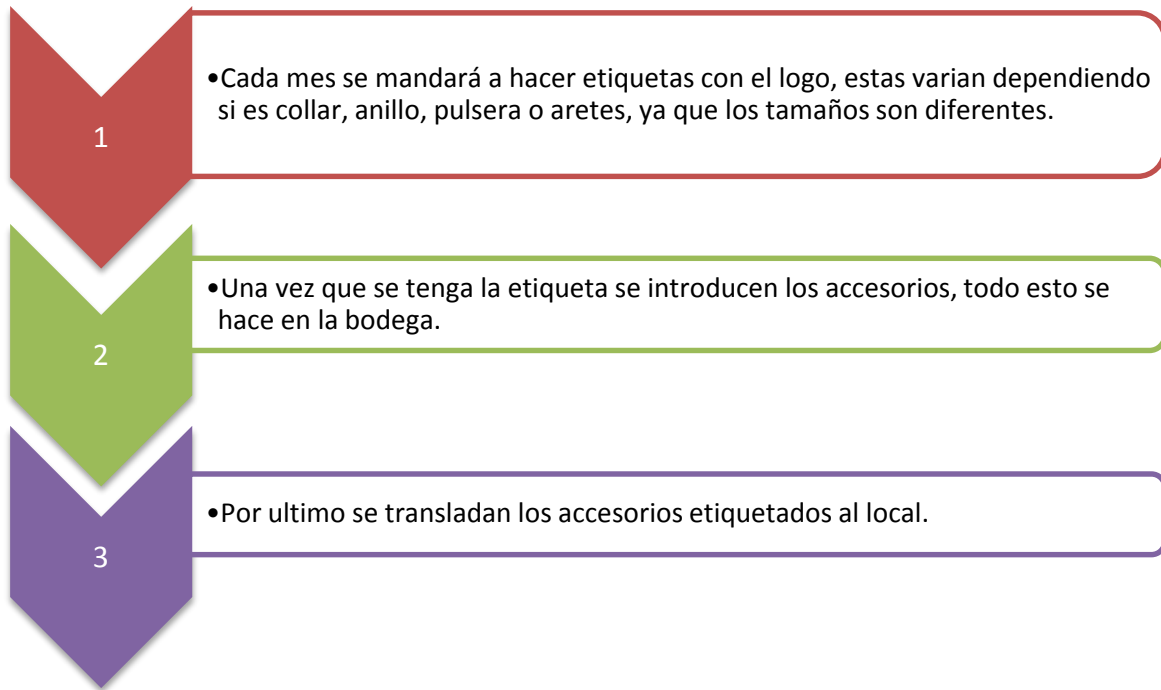 1
•Cada mes se mandará a hacer etiquetas con el logo, estas varian dependiendo
si es collar, anillo, pulsera o aretes, ya que los tamaños son diferentes.
2
•Una vez que se tenga la etiqueta se introducen los accesorios, todo esto se
hace en la bodega.
3
•Por ultimo se transladan los accesorios etiquetados al local.